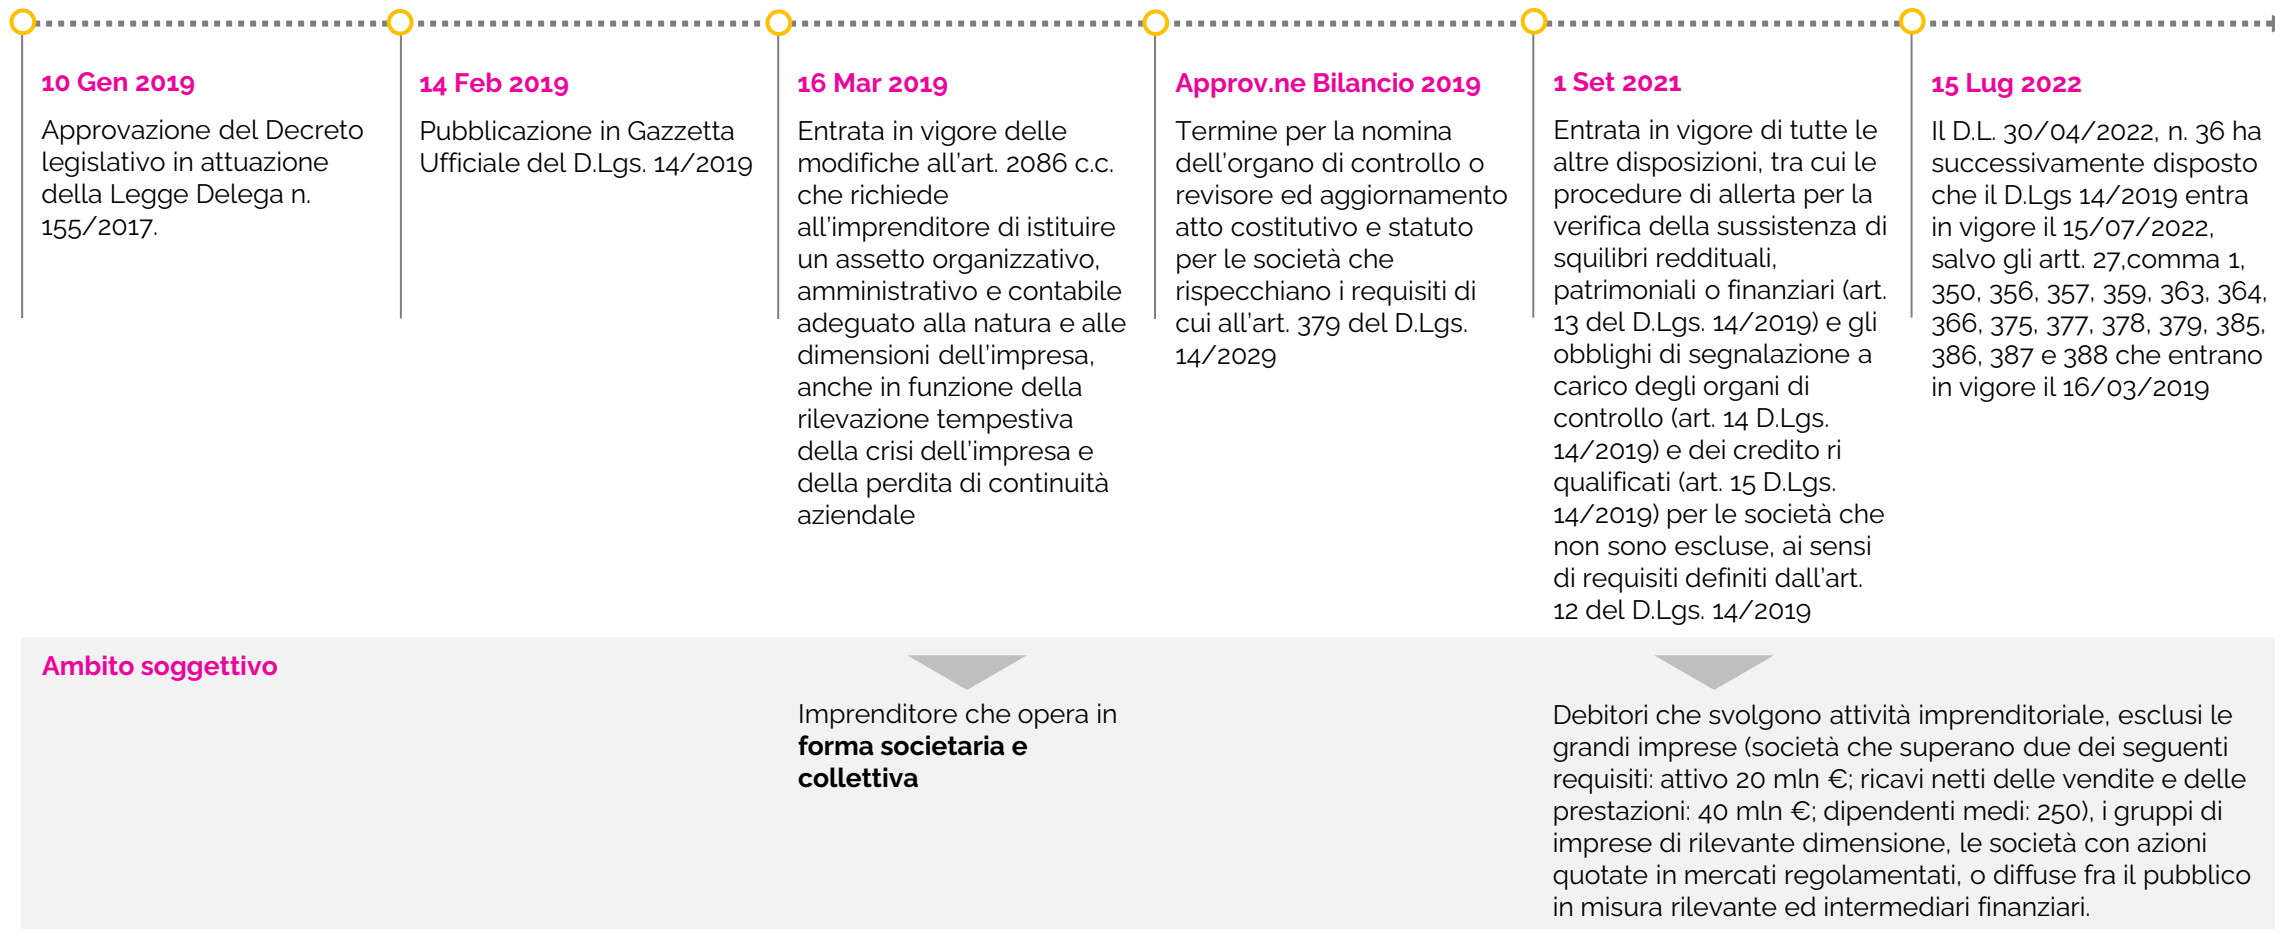 10 Gen 2019
Approvazione del Decreto
legislativo in attuazione
della Legge Delega n.
155/2017.
14 Feb 2019
Pubblicazione in Gazzetta
Ufficiale del D.Lgs. 14/2019
16 Mar 2019
Entrata in vigore delle
modifiche all'art. 2086 c.c.
che richiede
all'imprenditore di istituire
un assetto organizzativo,
amministrativo e contabile
adeguato alla natura e alle
dimensioni dell'impresa,
anche in funzione della
rilevazione tempestiva
della crisi dell'impresa e
della perdita di continuità
aziendale
Approv.ne Bilancio 2019
Termine per la nomina
dell'organo di controllo o
revisore ed aggiornamento
atto costitutivo e statuto
per le società che
rispecchiano i requisiti di
cui all'art. 379 del D.Lgs.
14/2029
1 Set 2021
Entrata in vigore di tutte le
altre disposizioni, tra cui le
procedure di allerta per la
verifica della sussistenza di
squilibri reddituali,
patrimoniali o finanziari (art.
13 del D.Lgs. 14/2019) e gli
obblighi di segnalazione a
carico degli organi di
controllo (art. 14 D.Lgs.
14/2019) e dei credito ri
qualificati (art. 15 D.Lgs.
14/2019) per le società che
non sono escluse, ai sensi
di requisiti definiti dall'art.
12 del D.Lgs. 14/2019
15 Lug 2022
Il D.L. 30/04/2022, n. 36 ha
successivamente disposto
che il D.Lgs 14/2019 entra
in vigore il 15/07/2022,
salvo gli artt. 27,comma 1,
350, 356, 357, 359, 363, 364,
366, 375, 377, 378, 379, 385,
386, 387 e 388 che entrano
in vigore il 16/03/2019
Ambito soggettivo
Imprenditore che opera in
forma societaria e
collettiva
Debitori che svolgono attività imprenditoriale, esclusi le
grandi imprese (società che superano due dei seguenti
requisiti: attivo 20 mln €; ricavi netti delle vendite e delle
prestazioni: 40 mln €; dipendenti medi: 250), i gruppi di
imprese di rilevante dimensione, le società con azioni
quotate in mercati regolamentati, o diffuse fra il pubblico
in misura rilevante ed intermediari finanziari.